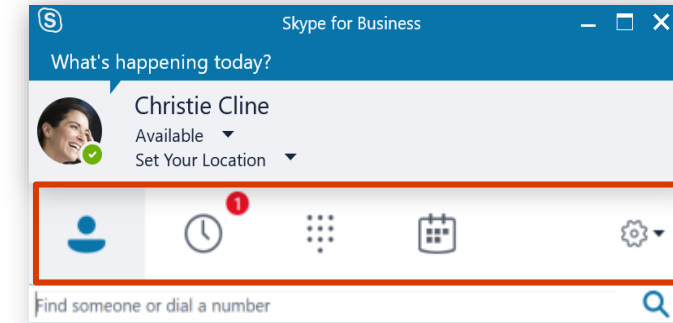 S
Skype for Business
What's happening today?
Christie Cline
Available
Set Your Location
1
Find someone or dial a number